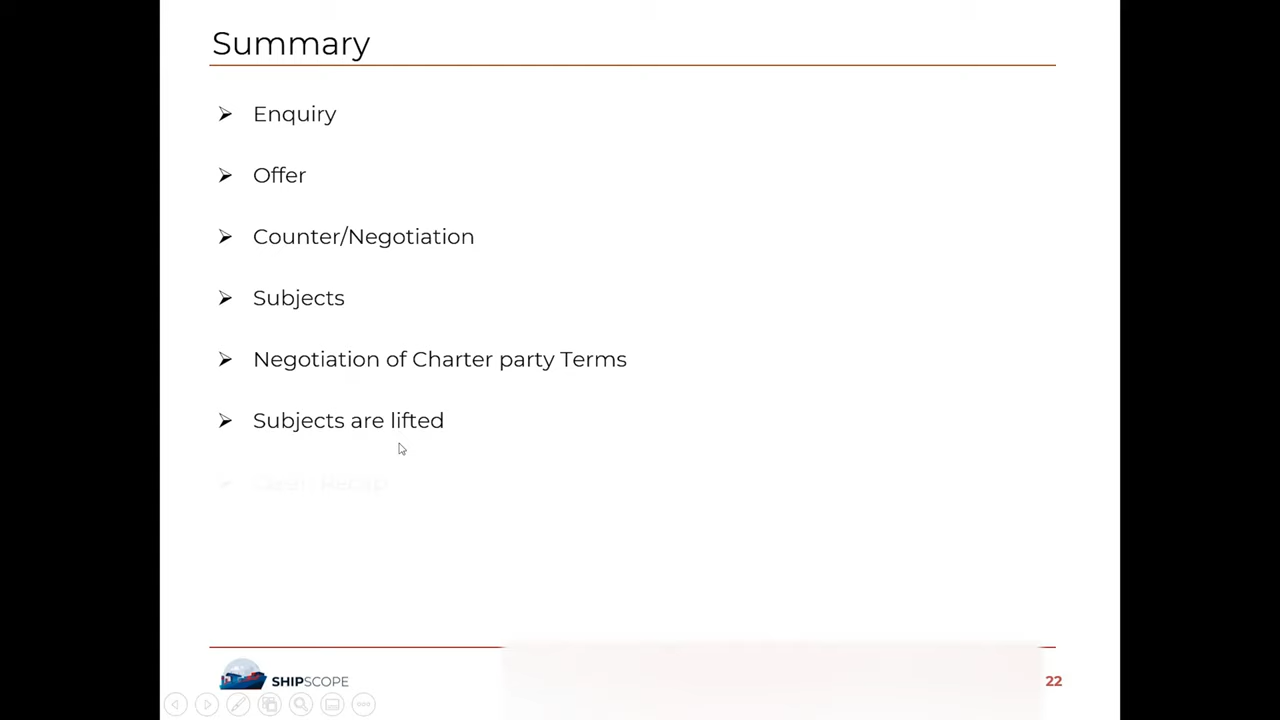 Summary
Enquiry
Offer
Counter/Negotiation
Subjects
Negotiation of Charter party Terms
Subjects are lifted
SHIPSCOPE
22